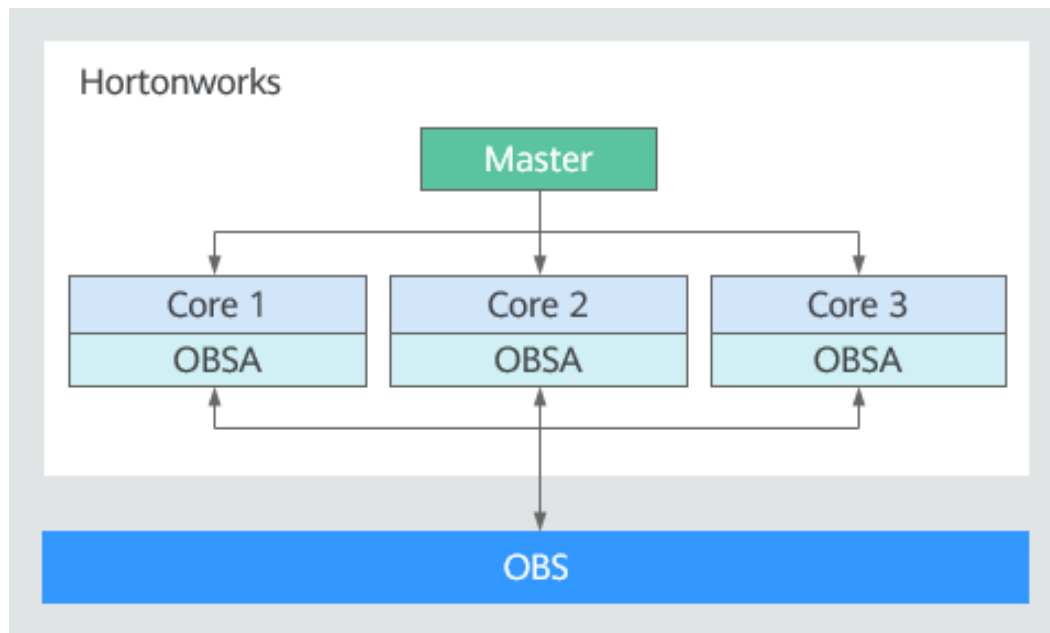 Hortonworks
Master
Core 1
Core 2
Core 3
OBSA
OBSA
OBSA
OBS